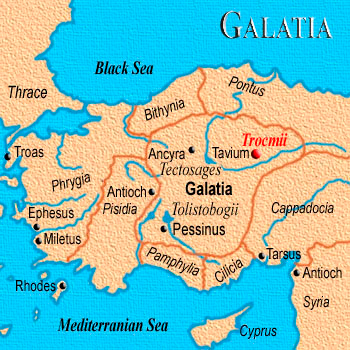 GALATIA
Black Sea
Thrace
Pontus
Bithynia
Trocmii
Troas
Ancyra
Tavium
Tectosages
Phrygia
Antioch
Galatia
Pisidia
Tolistobogii
Cappadocia
Ephesus
Pessinus
Miletus
Pamphylia
Cilicia
Tarsus
Antioch
Rhodes
Syria
Mediterranean Sea
Cyprus